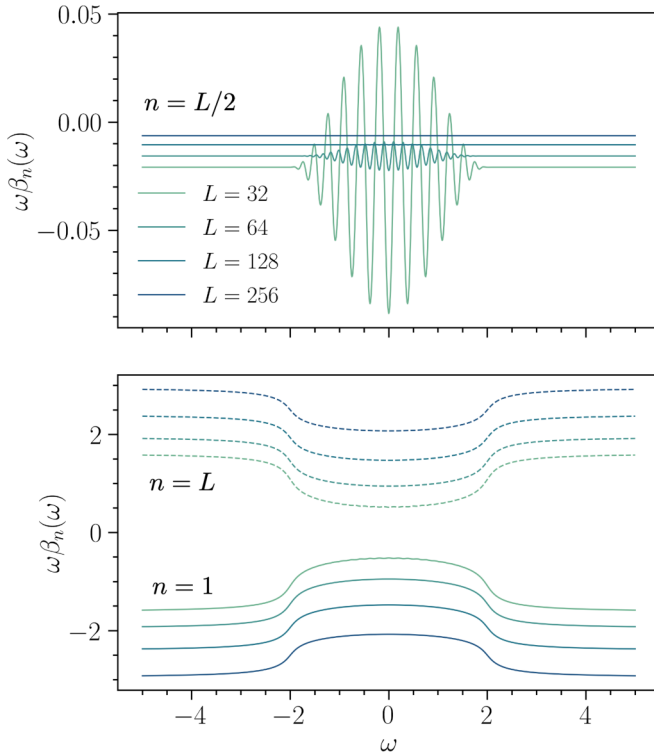 0.05
0.00
−0.05
ωβₙ(ω)
n = L/2
L = 32
L = 64
L = 128
L = 256
2
0
−2
ωβₙ(ω)
n = L
n = 1
−4 −2 0 2 4
ω